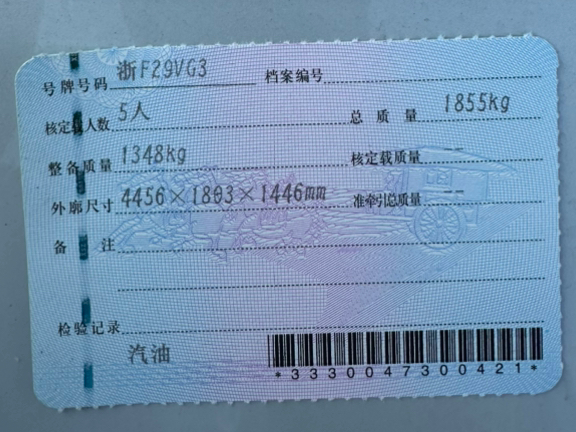 号牌号码 浙F29VG3 档案编号
核定载人数 5人 总质量 1855kg
整备质量 1348kg 核定载质量 --
外廓尺寸 4456×1803×1446mm 准牵引总质量 --
备注
检验记录
汽油
*3330047300421*